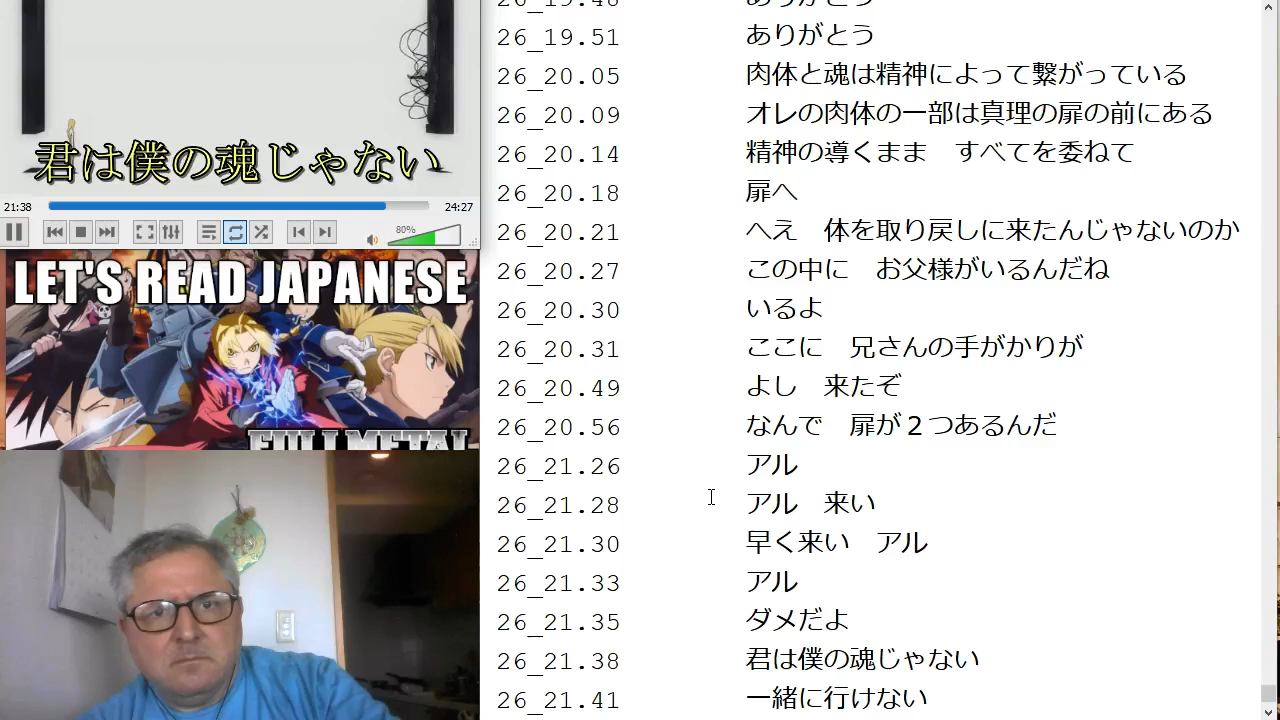 君は僕の魂じゃない
21:38
24:27
80%
LET'S READ JAPANESE
FULLMETAL
26_19.48 ありがとう
26_19.51 ありがとう
26_20.05 肉体と魂は精神によって繋がっている
26_20.09 オレの肉体の一部は真理の扉の前にある
26_20.14 精神の導くまま　すべてを委ねて
26_20.18 扉へ
26_20.21 へえ　体を取り戻しに来たんじゃないのか
26_20.27 この中に　お父様がいるんだね
26_20.30 いるよ
26_20.31 ここに　兄さんの手がかりが
26_20.49 よし　来たぞ
26_20.56 なんで　扉が２つあるんだ
26_21.26 アル
26_21.28 アル　来い
26_21.30 早く来い　アル
26_21.33 アル
26_21.35 ダメだよ
26_21.38 君は僕の魂じゃない
26_21.41 一緒に行けない